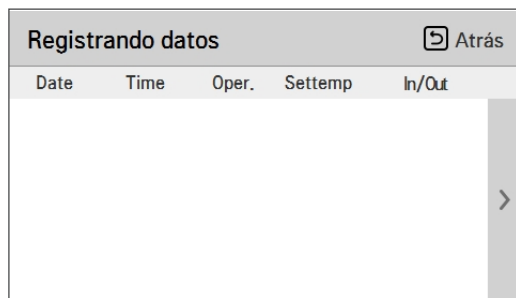 Registrando datos Atrás
Date Time Oper. Settemp In/Out